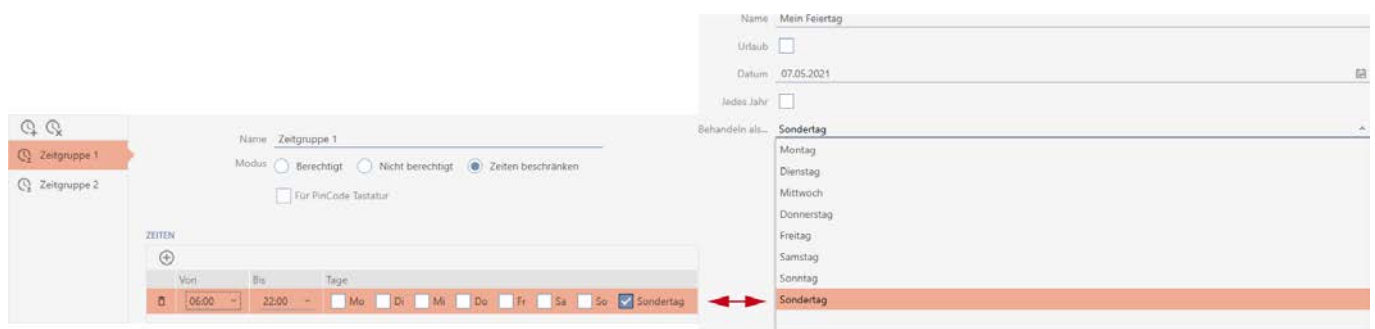 Zeitgruppe 1
Zeitgruppe 2
Name Zeitgruppe 1
Modus Berechtigt Nicht berechtigt Zeiten beschränken
Für PinCode Tastatur
ZEITEN
Von Bis Tage
06:00 22:00 Mo Di Mi Do Fr Sa So Sondertag
Name Mein Feiertag
Urlaub
Datum 07.05.2021
Jedes Jahr
Behandeln als... Sondertag
Montag
Dienstag
Mittwoch
Donnerstag
Freitag
Samstag
Sonntag
Sondertag